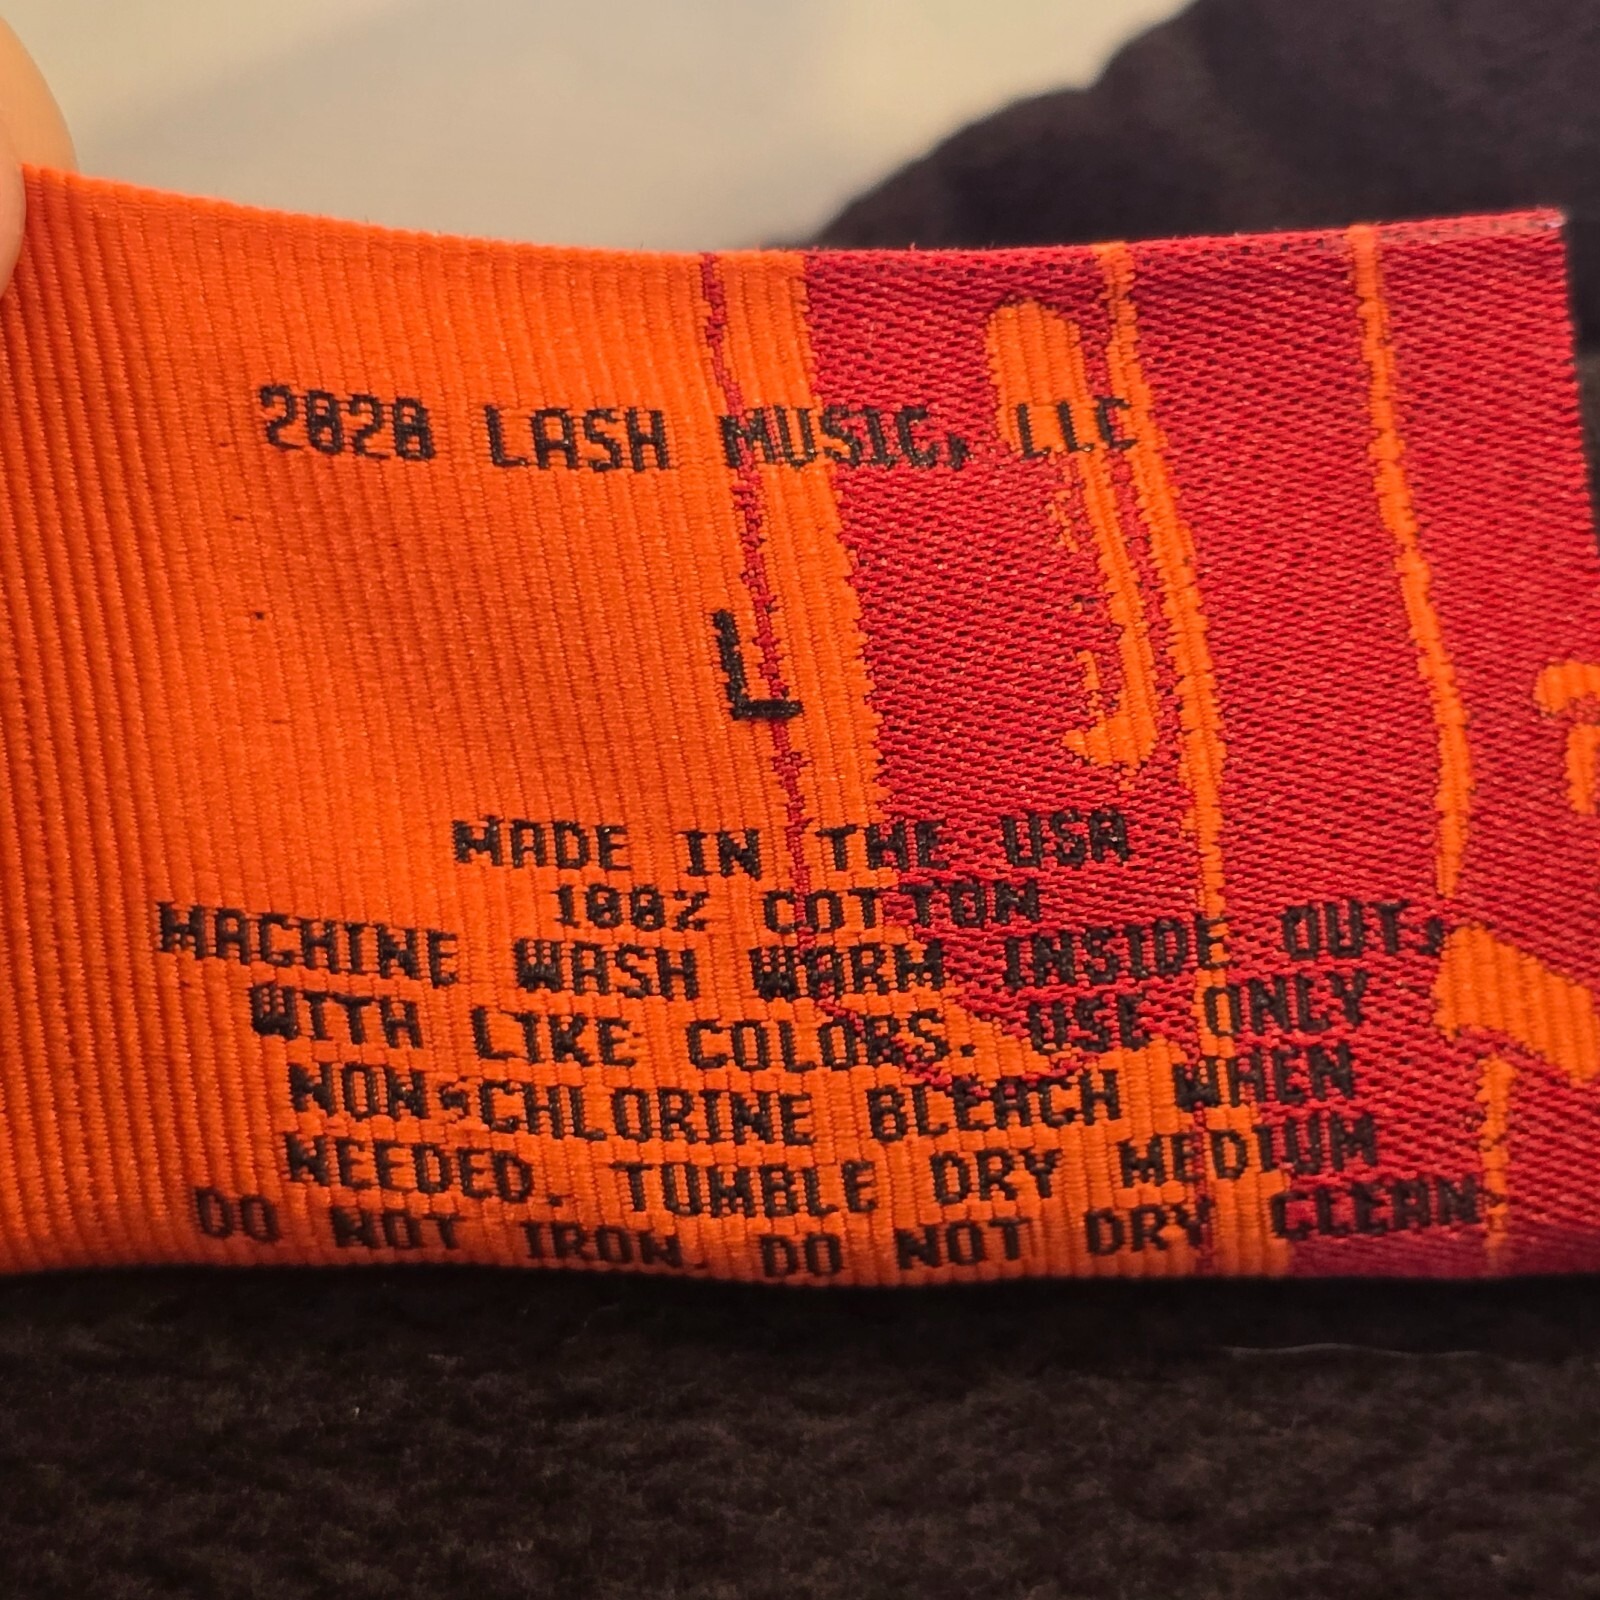 2020 LASH MUSIC, LLC
L
MADE IN THE USA
100% COTTON
MACHINE WASH WARM INSIDE OUT,
WITH LIKE COLORS. USE ONLY
NON-CHLORINE BLEACH WHEN
NEEDED. TUMBLE DRY MEDIUM
DO NOT IRON. DO NOT DRY CLEAN